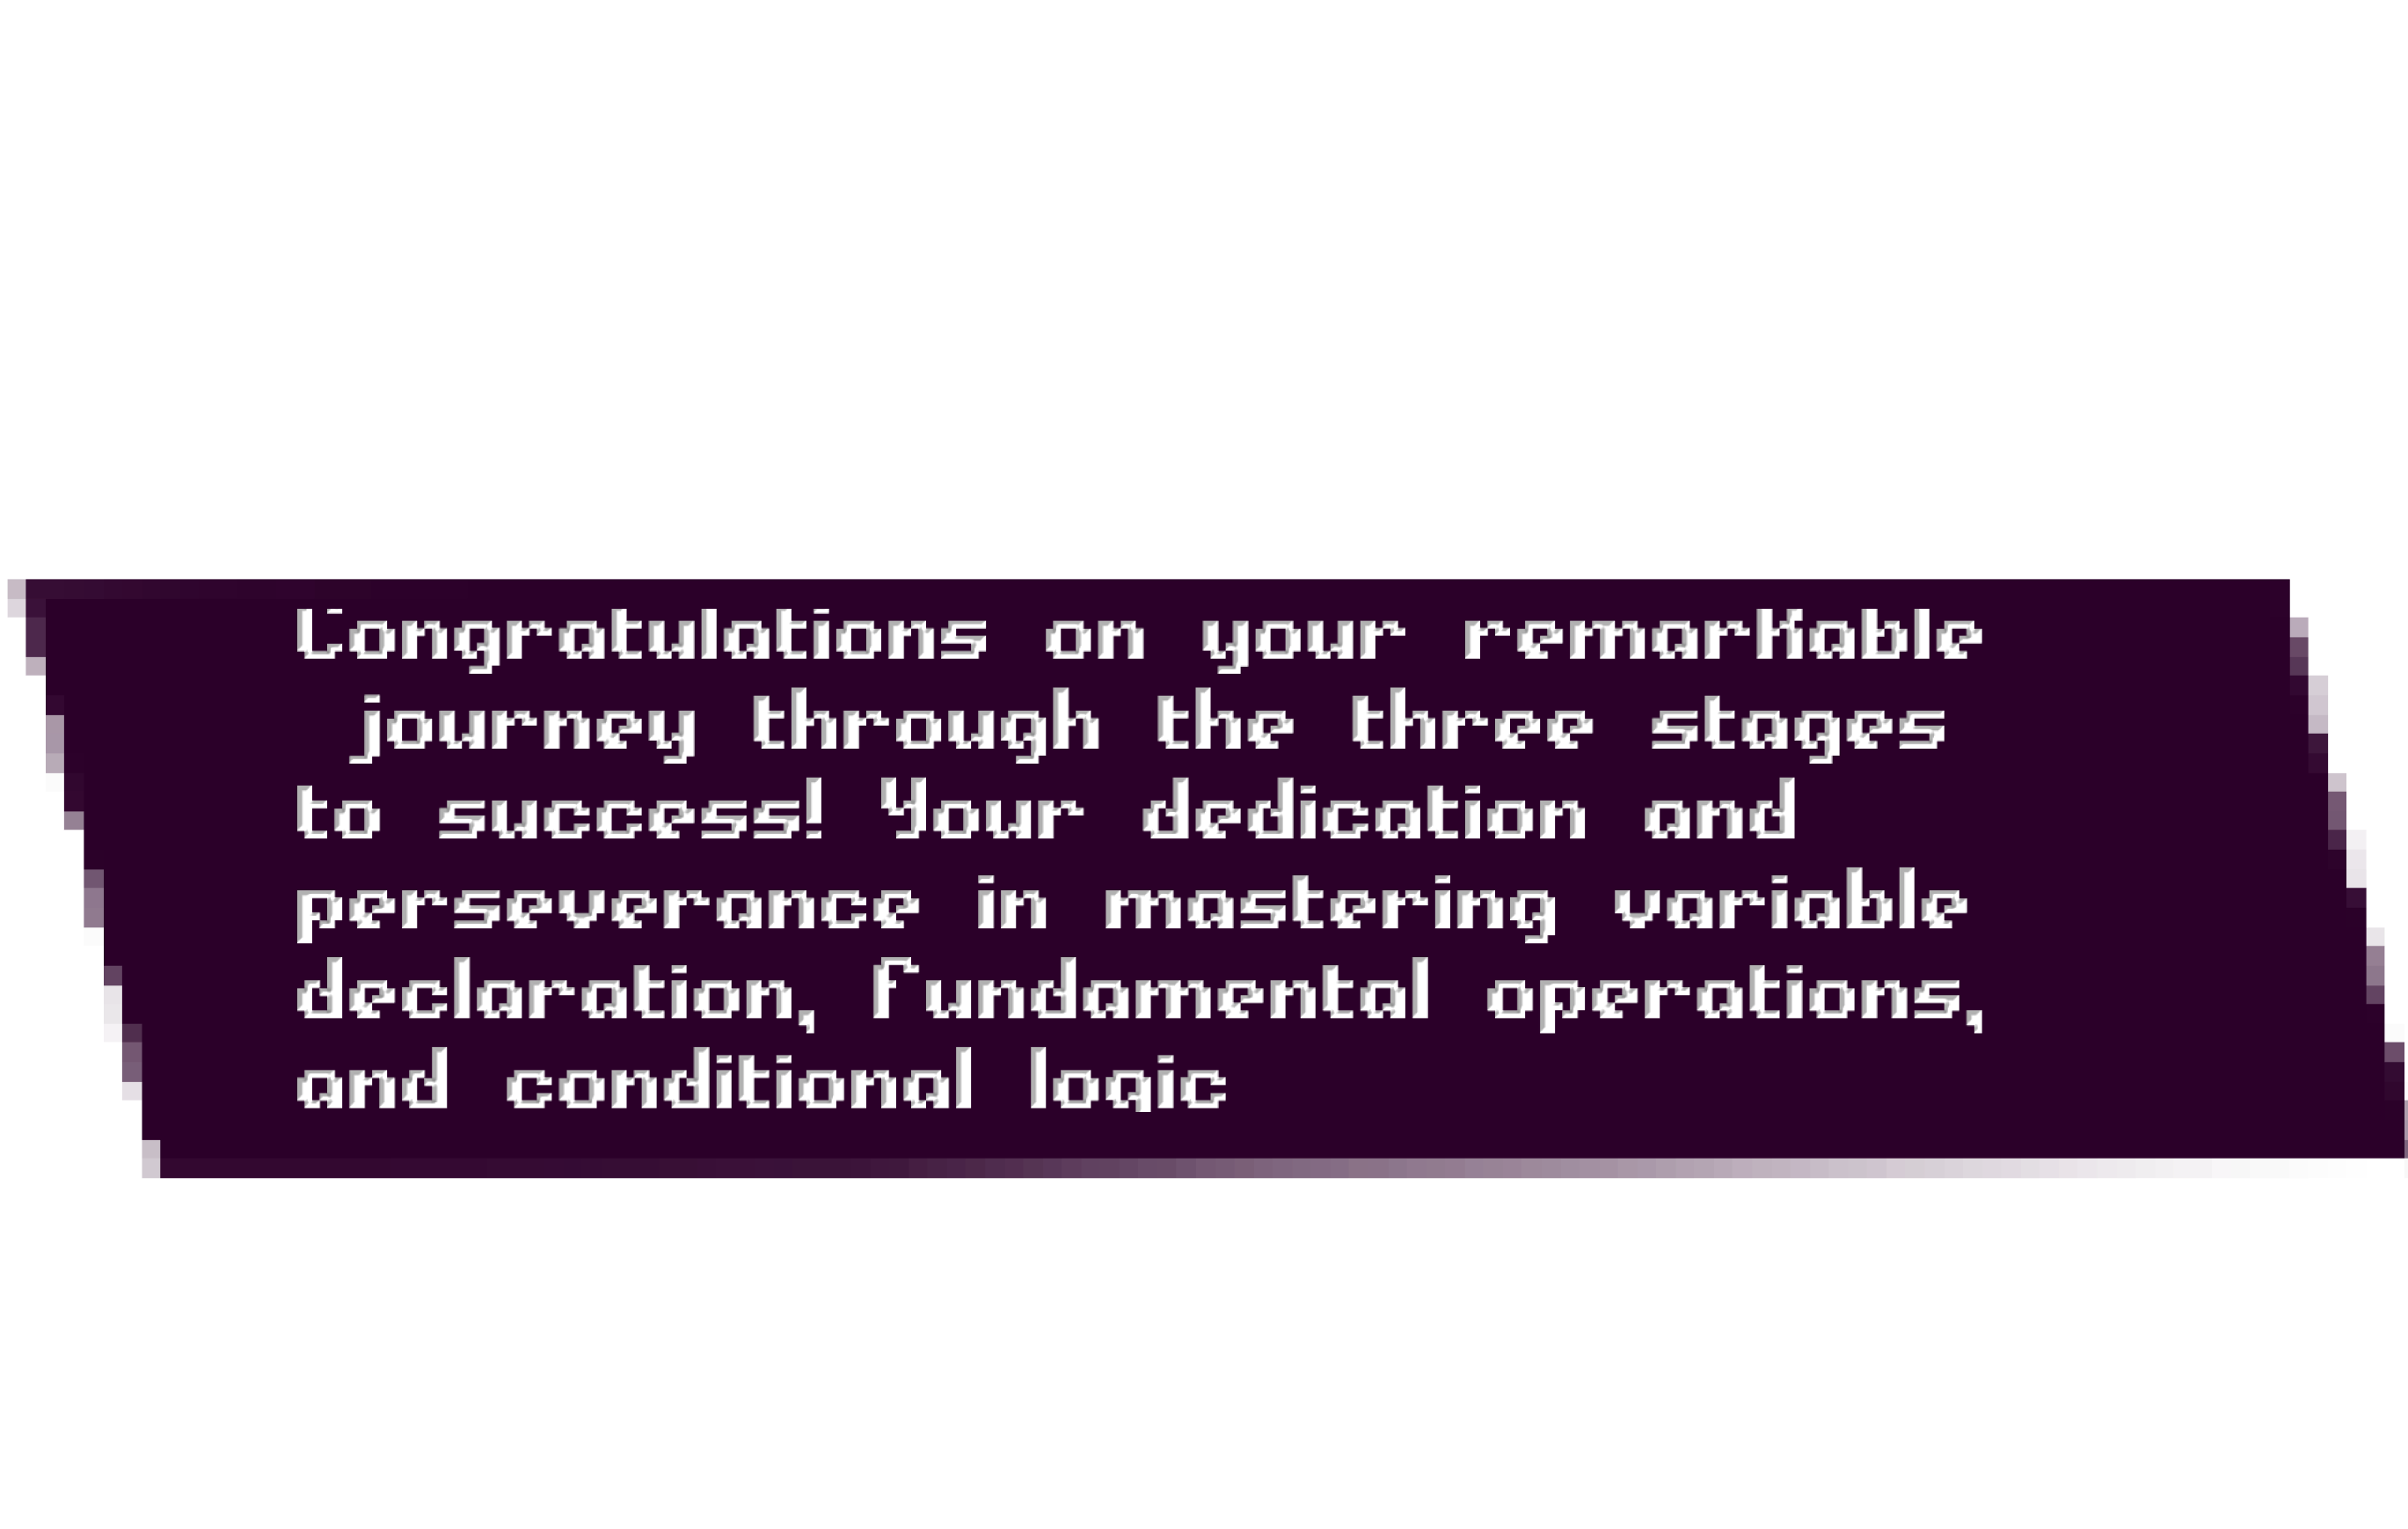 Congratulations on your remarkable
journey through the three stages
to success! Your dedication and
perseverance in mastering variable
declaration, fundamental operations,
and conditional logic